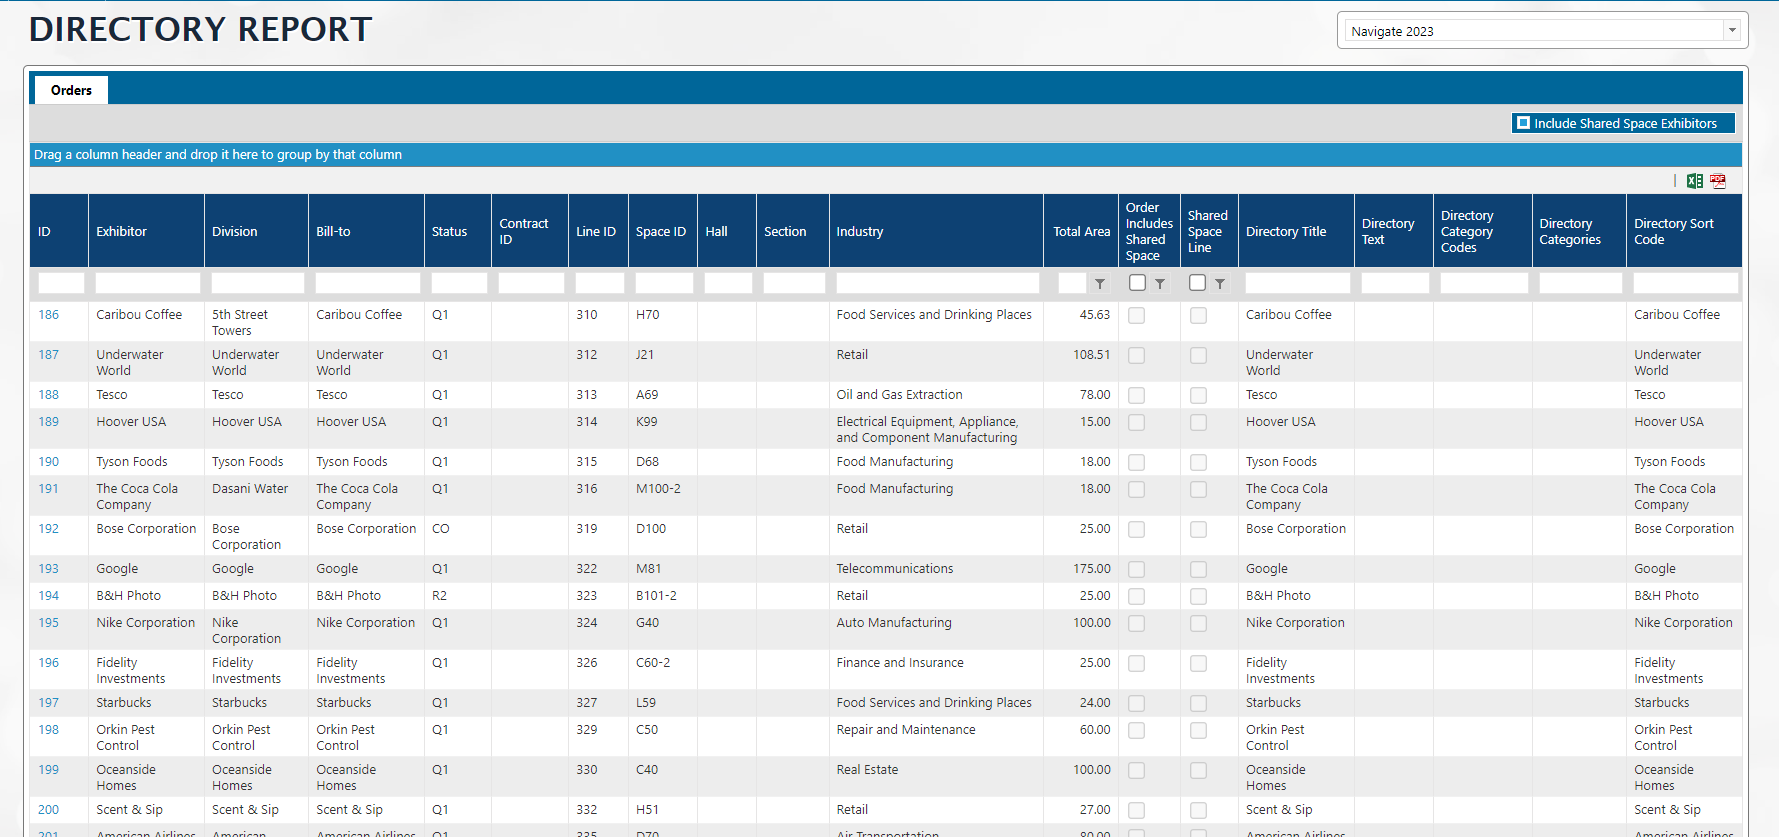 DIRECTORY REPORT
Navigate 2023
Orders
Include Shared Space Exhibitors
Drag a column header and drop it here to group by that column
ID Exhibitor Division Bill-to Status Contract ID Line ID Space ID Hall Section Industry Total Area Order Includes Shared Space Shared Space Line Directory Title Directory Text Directory Category Codes Directory Categories Directory Sort Code
186 Caribou Coffee 5th Street Towers Caribou Coffee Q1 310 H70 Food Services and Drinking Places 45.63 Caribou Coffee Caribou Coffee
187 Underwater World Underwater World Underwater World Q1 312 J21 Retail 108.51 Underwater World Underwater World
188 Tesco Tesco Tesco Q1 313 A69 Oil and Gas Extraction 78.00 Tesco Tesco
189 Hoover USA Hoover USA Hoover USA Q1 314 K99 Electrical Equipment, Appliance, and Component Manufacturing 15.00 Hoover USA Hoover USA
190 Tyson Foods Tyson Foods Tyson Foods Q1 315 D68 Food Manufacturing 18.00 Tyson Foods Tyson Foods
191 The Coca Cola Company Dasani Water The Coca Cola Company Q1 316 M100-2 Food Manufacturing 18.00 The Coca Cola Company The Coca Cola Company
192 Bose Corporation Bose Corporation Bose Corporation CO 319 D100 Retail 25.00 Bose Corporation Bose Corporation
193 Google Google Google Q1 322 M81 Telecommunications 175.00 Google Google
194 B&H Photo B&H Photo B&H Photo R2 323 B101-2 Retail 25.00 B&H Photo B&H Photo
195 Nike Corporation Nike Corporation Nike Corporation Q1 324 G40 Auto Manufacturing 100.00 Nike Corporation Nike Corporation
196 Fidelity Investments Fidelity Investments Fidelity Investments Q1 326 C60-2 Finance and Insurance 25.00 Fidelity Investments Fidelity Investments
197 Starbucks Starbucks Starbucks Q1 327 L59 Food Services and Drinking Places 24.00 Starbucks Starbucks
198 Orkin Pest Control Orkin Pest Control Orkin Pest Control Q1 329 C50 Repair and Maintenance 60.00 Orkin Pest Control Orkin Pest Control
199 Oceanside Homes Oceanside Homes Oceanside Homes Q1 330 C40 Real Estate 100.00 Oceanside Homes Oceanside Homes
200 Scent & Sip Scent & Sip Scent & Sip Q1 332 H51 Retail 27.00 Scent & Sip Scent & Sip
201 American Airlines American American Airlines Q1 335 D70 Air Transportation 80.00 American Airlines American Airlines